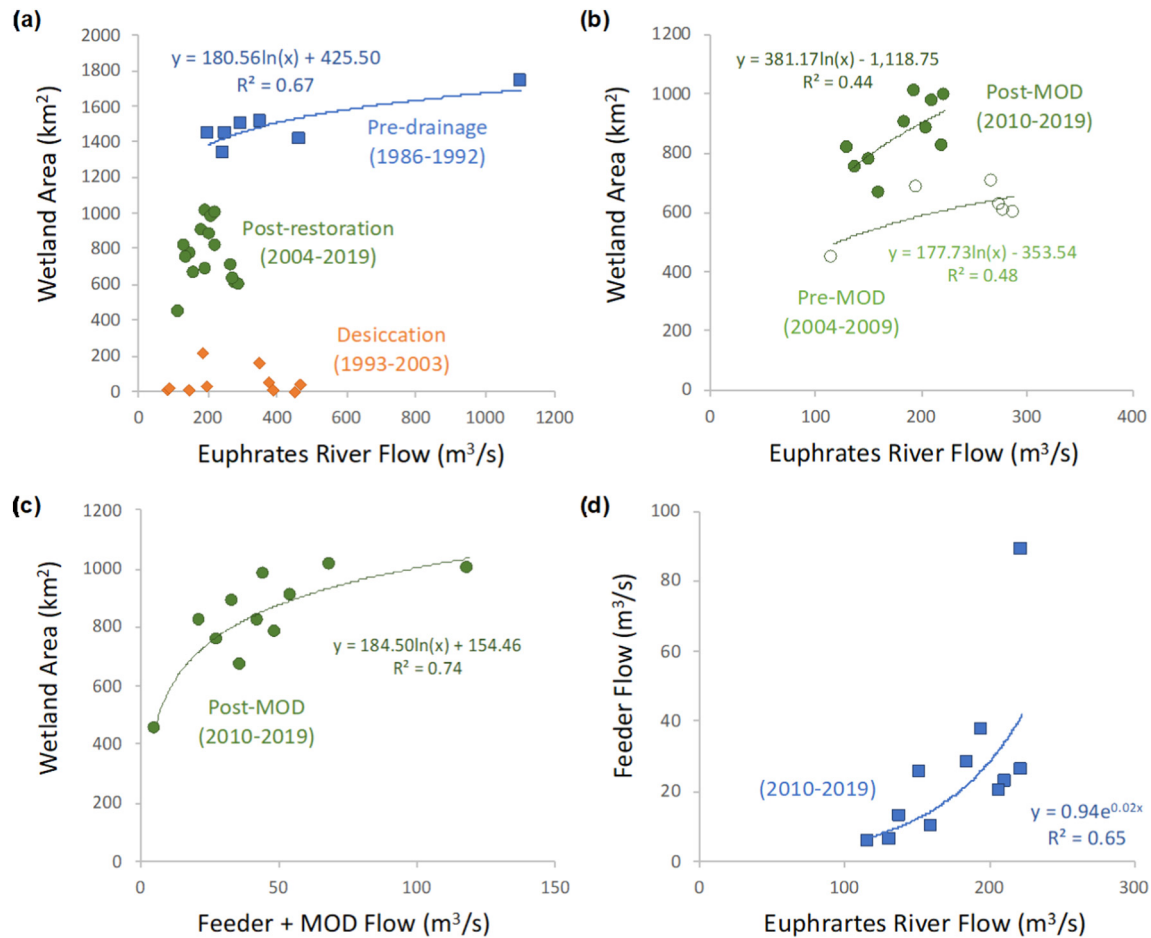 (a)
2000
1800
1600
1400
1200
1000
800
600
400
200
0
Wetland Area (km²)
y = 180.56ln(x) + 425.50
R² = 0.67
Pre-drainage
(1986-1992)
Post-restoration
(2004-2019)
Desiccation
(1993-2003)
0 200 400 600 800 1000 1200
Euphrates River Flow (m³/s)
(b)
1200
1000
800
600
400
200
0
Wetland Area (km²)
y = 381.17ln(x) - 1,118.75
R² = 0.44
Post-MOD
(2010-2019)
y = 177.73ln(x) - 353.54
R² = 0.48
Pre-MOD
(2004-2009)
0 100 200 300 400
Euphrates River Flow (m³/s)
(c)
1200
1000
800
600
400
200
0
Wetland Area (km²)
y = 184.50ln(x) + 154.46
R² = 0.74
Post-MOD
(2010-2019)
0 50 100 150
Feeder + MOD Flow (m³/s)
(d)
100
80
60
40
20
0
Feeder Flow (m³/s)
(2010-2019)
y = 0.94e⁰·⁰²ˣ
R² = 0.65
0 100 200 300
Euphrartes River Flow (m³/s)